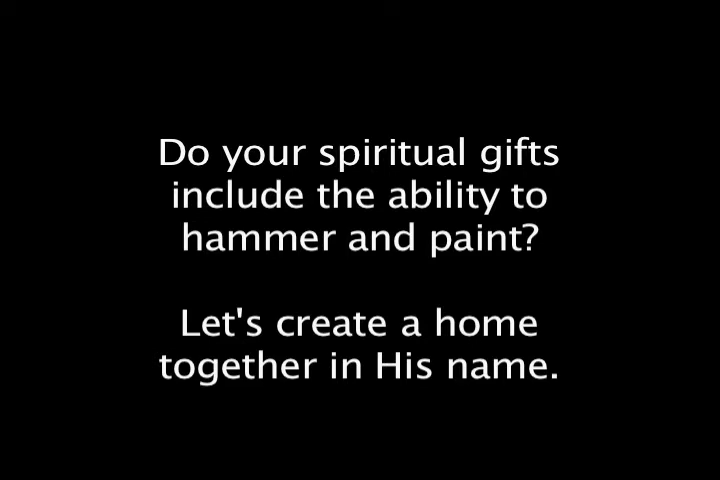 Do your spiritual gifts
include the ability to
hammer and paint?
Let's create a home
together in His name.